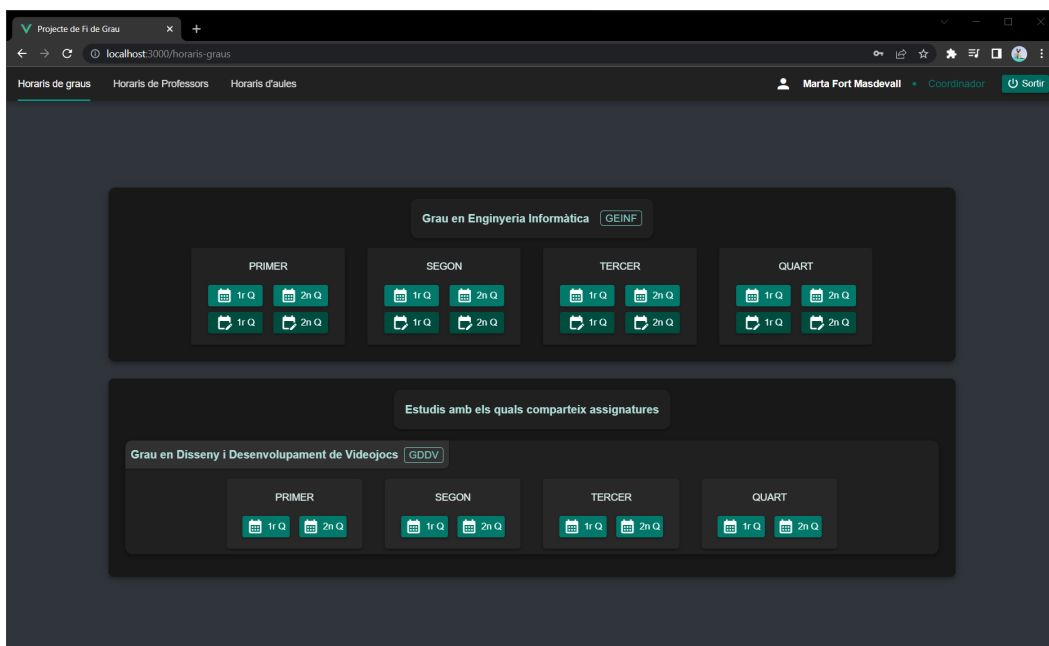 Projecte de Fi de Grau
localhost:3000/horaris-graus
Horaris de graus Horaris de Professors Horaris d'aules Marta Fort Masdevall • Coordinador Sortir
Grau en Enginyeria Informàtica GEINF
PRIMER SEGON TERCER QUART
1r Q 2n Q 1r Q 2n Q 1r Q 2n Q 1r Q 2n Q
1r Q 2n Q 1r Q 2n Q 1r Q 2n Q 1r Q 2n Q
Estudis amb els quals comparteix assignatures
Grau en Disseny i Desenvolupament de Videojocs GDDV
PRIMER SEGON TERCER QUART
1r Q 2n Q 1r Q 2n Q 1r Q 2n Q 1r Q 2n Q